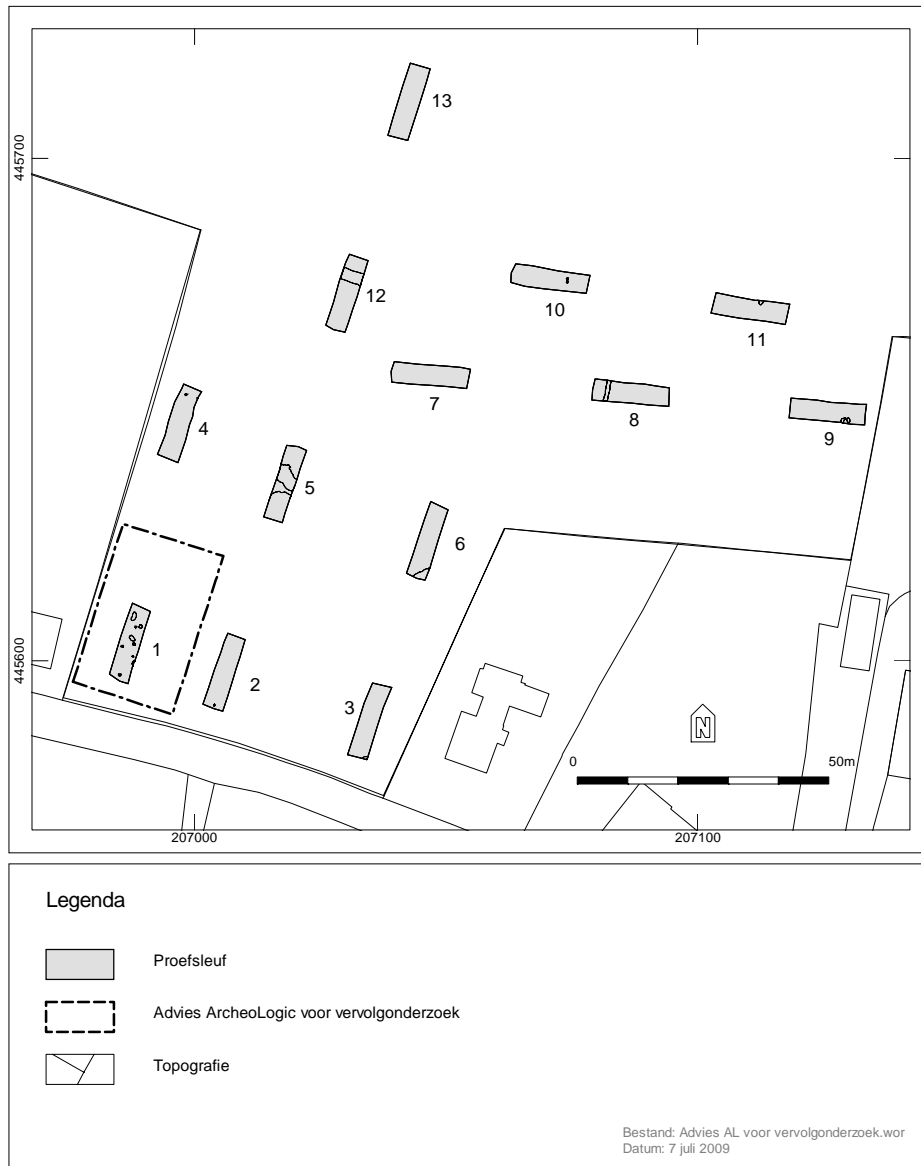 13
445700
12
10
11
7
8
9
4
5
6
1
2
3
445600
N
0
50m
207000
207100
Legenda
Proefsleuf
Advies ArcheoLogic voor vervolgonderzoek
Topografie
Bestand: Advies AL voor vervolgonderzoek.wor
Datum: 7 juli 2009